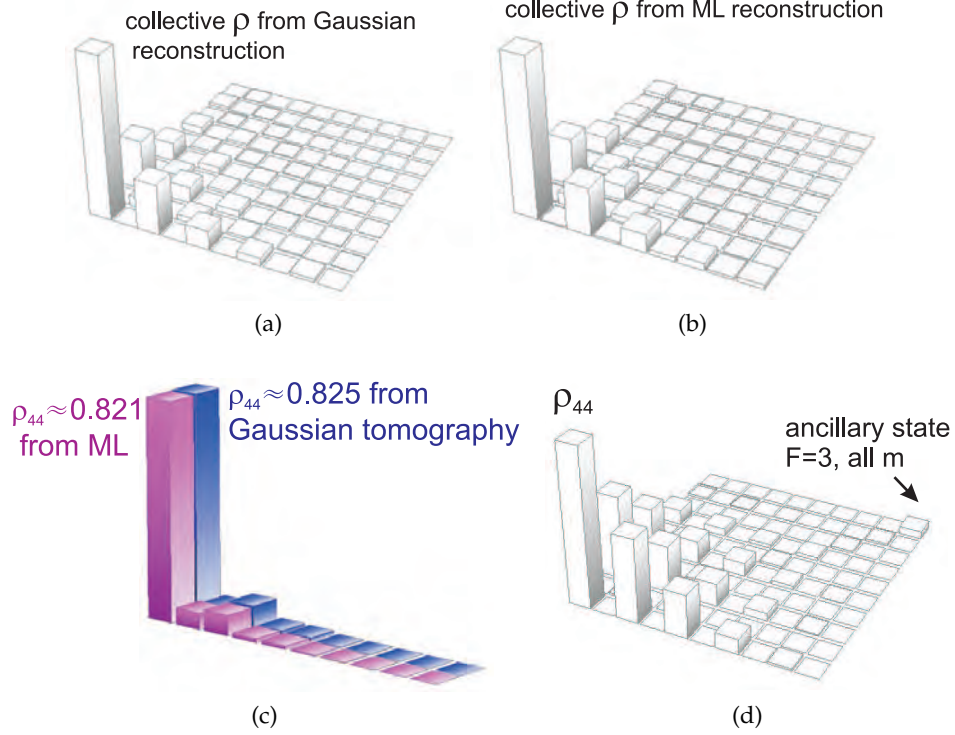 collective ρ from Gaussian
reconstruction
collective ρ from ML reconstruction
(a)
(b)
ρ44≈0.821
from ML
ρ44≈0.825 from
Gaussian tomography
ρ44
ancillary state
F=3, all m
(c)
(d)